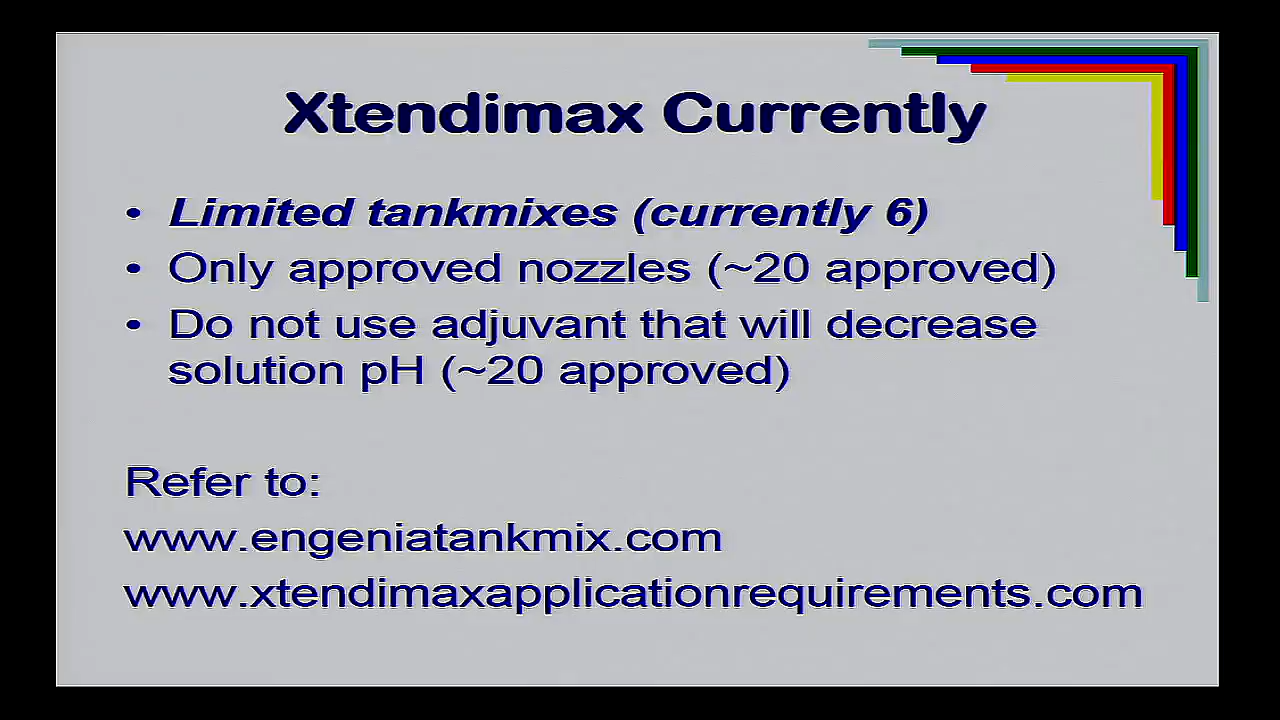 Xtendimax Currently
• Limited tankmixes (currently 6)
• Only approved nozzles (~20 approved)
• Do not use adjuvant that will decrease
solution pH (~20 approved)
Refer to:
www.engeniatankmix.com
www.xtendimaxapplicationrequirements.com